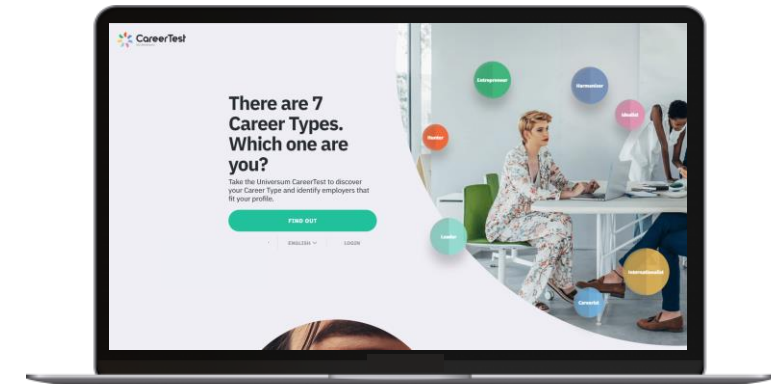 CareerTest
There are 7
Career Types.
Which one are
you?
Take the Universum CareerTest to discover
your Career Type and identify employers that
fit your profile.
FIND OUT
ENGLISH
LOGIN
Entrepreneur
Harmoniser
Idealist
Hunter
Leader
Internationalist
Careerist